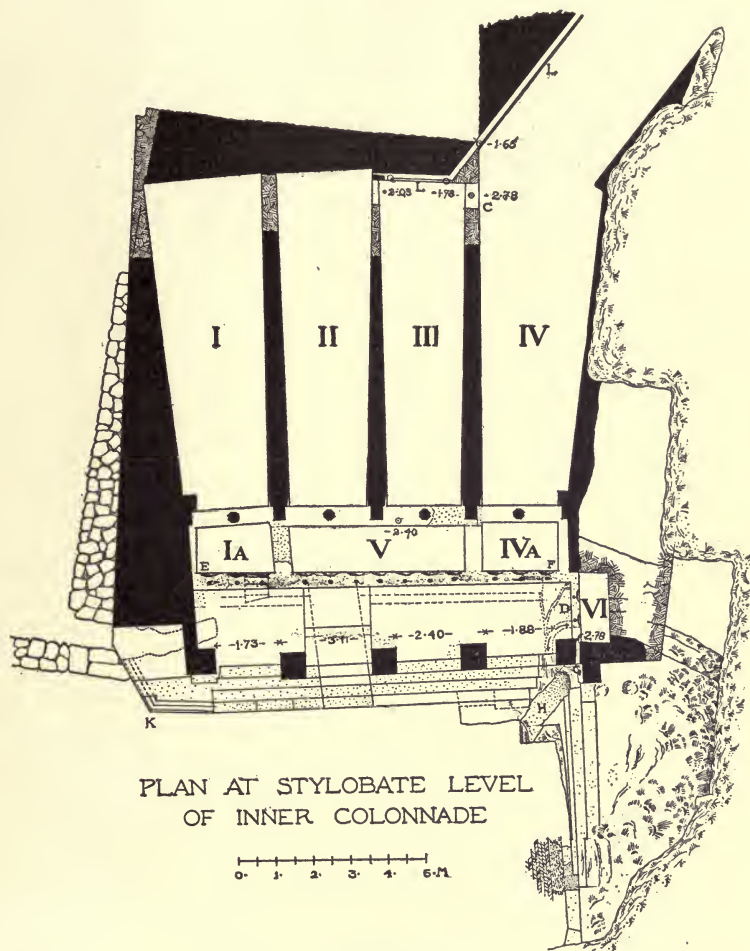 L
-1.65
-2.03
L
-1.78-
-2.78
C
I
II
III
IV
-2.40
E
IA
V
IVA
F
D
VI
-1.73-
-3.11-
-2.40-
-1.88-
-2.78
H
K
PLAN AT STYLOBATE LEVEL
OF INNER COLONNADE
0. 1. 2. 3. 4. 5.M.